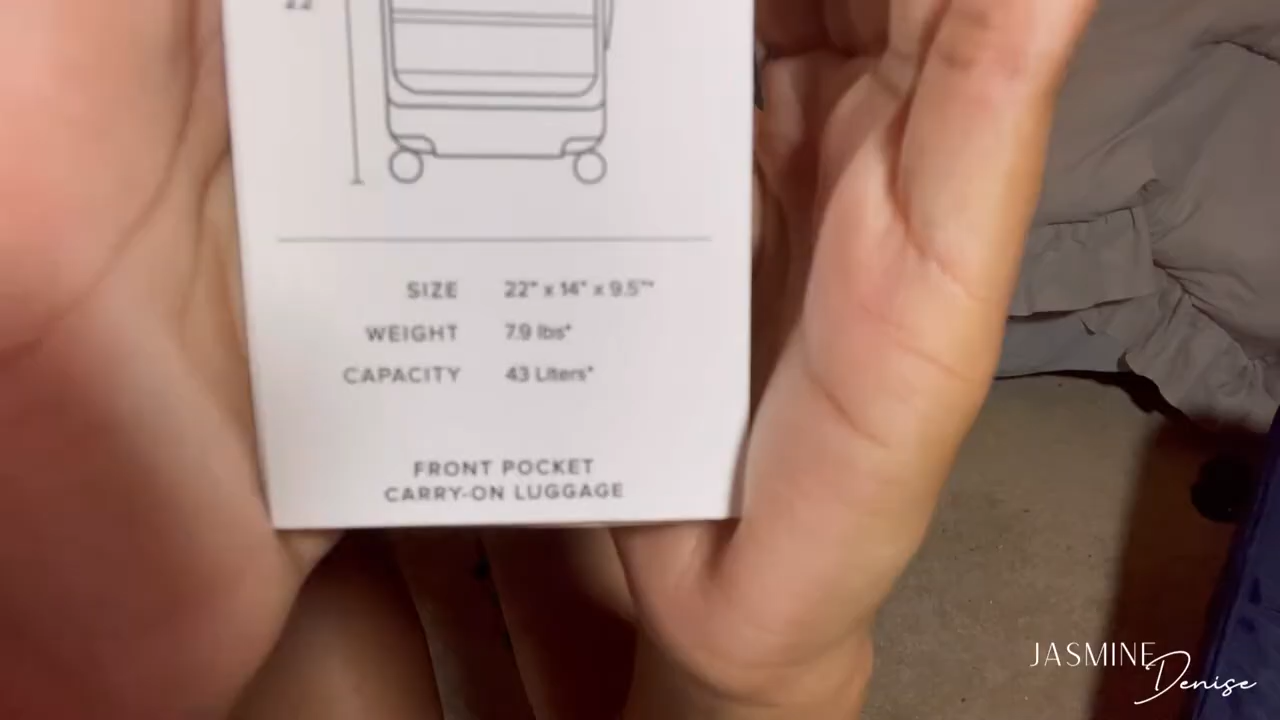 22
SIZE 22" x 14" x 9.5"*
WEIGHT 7.9 lbs*
CAPACITY 43 Liters*
FRONT POCKET
CARRY-ON LUGGAGE
JASMINE
Denise